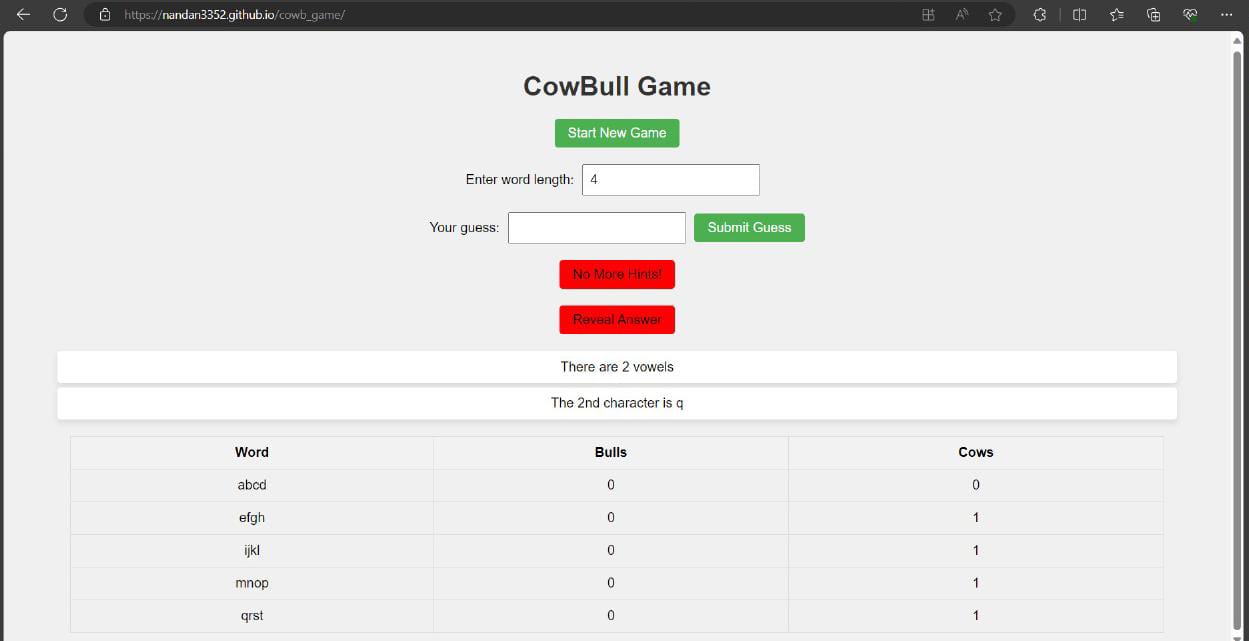 https://nandan3352.github.io/cowb_game/
CowBull Game
Start New Game
Enter word length: 4
Your guess: Submit Guess
No More Hints!
Reveal Answer
There are 2 vowels
The 2nd character is q
Word Bulls Cows
abcd 0 0
efgh 0 1
ijkl 0 1
mnop 0 1
qrst 0 1